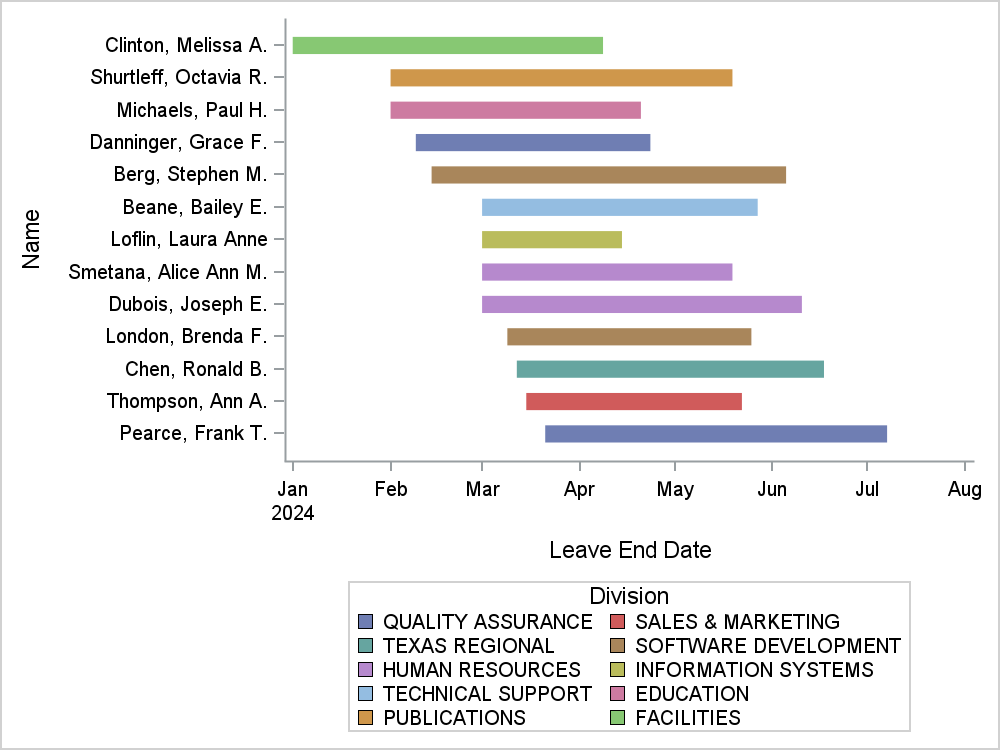 Clinton, Melissa A.
Shurtleff, Octavia R.
Michaels, Paul H.
Danninger, Grace F.
Berg, Stephen M.
Beane, Bailey E.
Loflin, Laura Anne
Smetana, Alice Ann M.
Dubois, Joseph E.
London, Brenda F.
Chen, Ronald B.
Thompson, Ann A.
Pearce, Frank T.
Name
Jan Feb Mar Apr May Jun Jul Aug
2024
Leave End Date
Division
QUALITY ASSURANCE SALES & MARKETING
TEXAS REGIONAL SOFTWARE DEVELOPMENT
HUMAN RESOURCES INFORMATION SYSTEMS
TECHNICAL SUPPORT EDUCATION
PUBLICATIONS FACILITIES